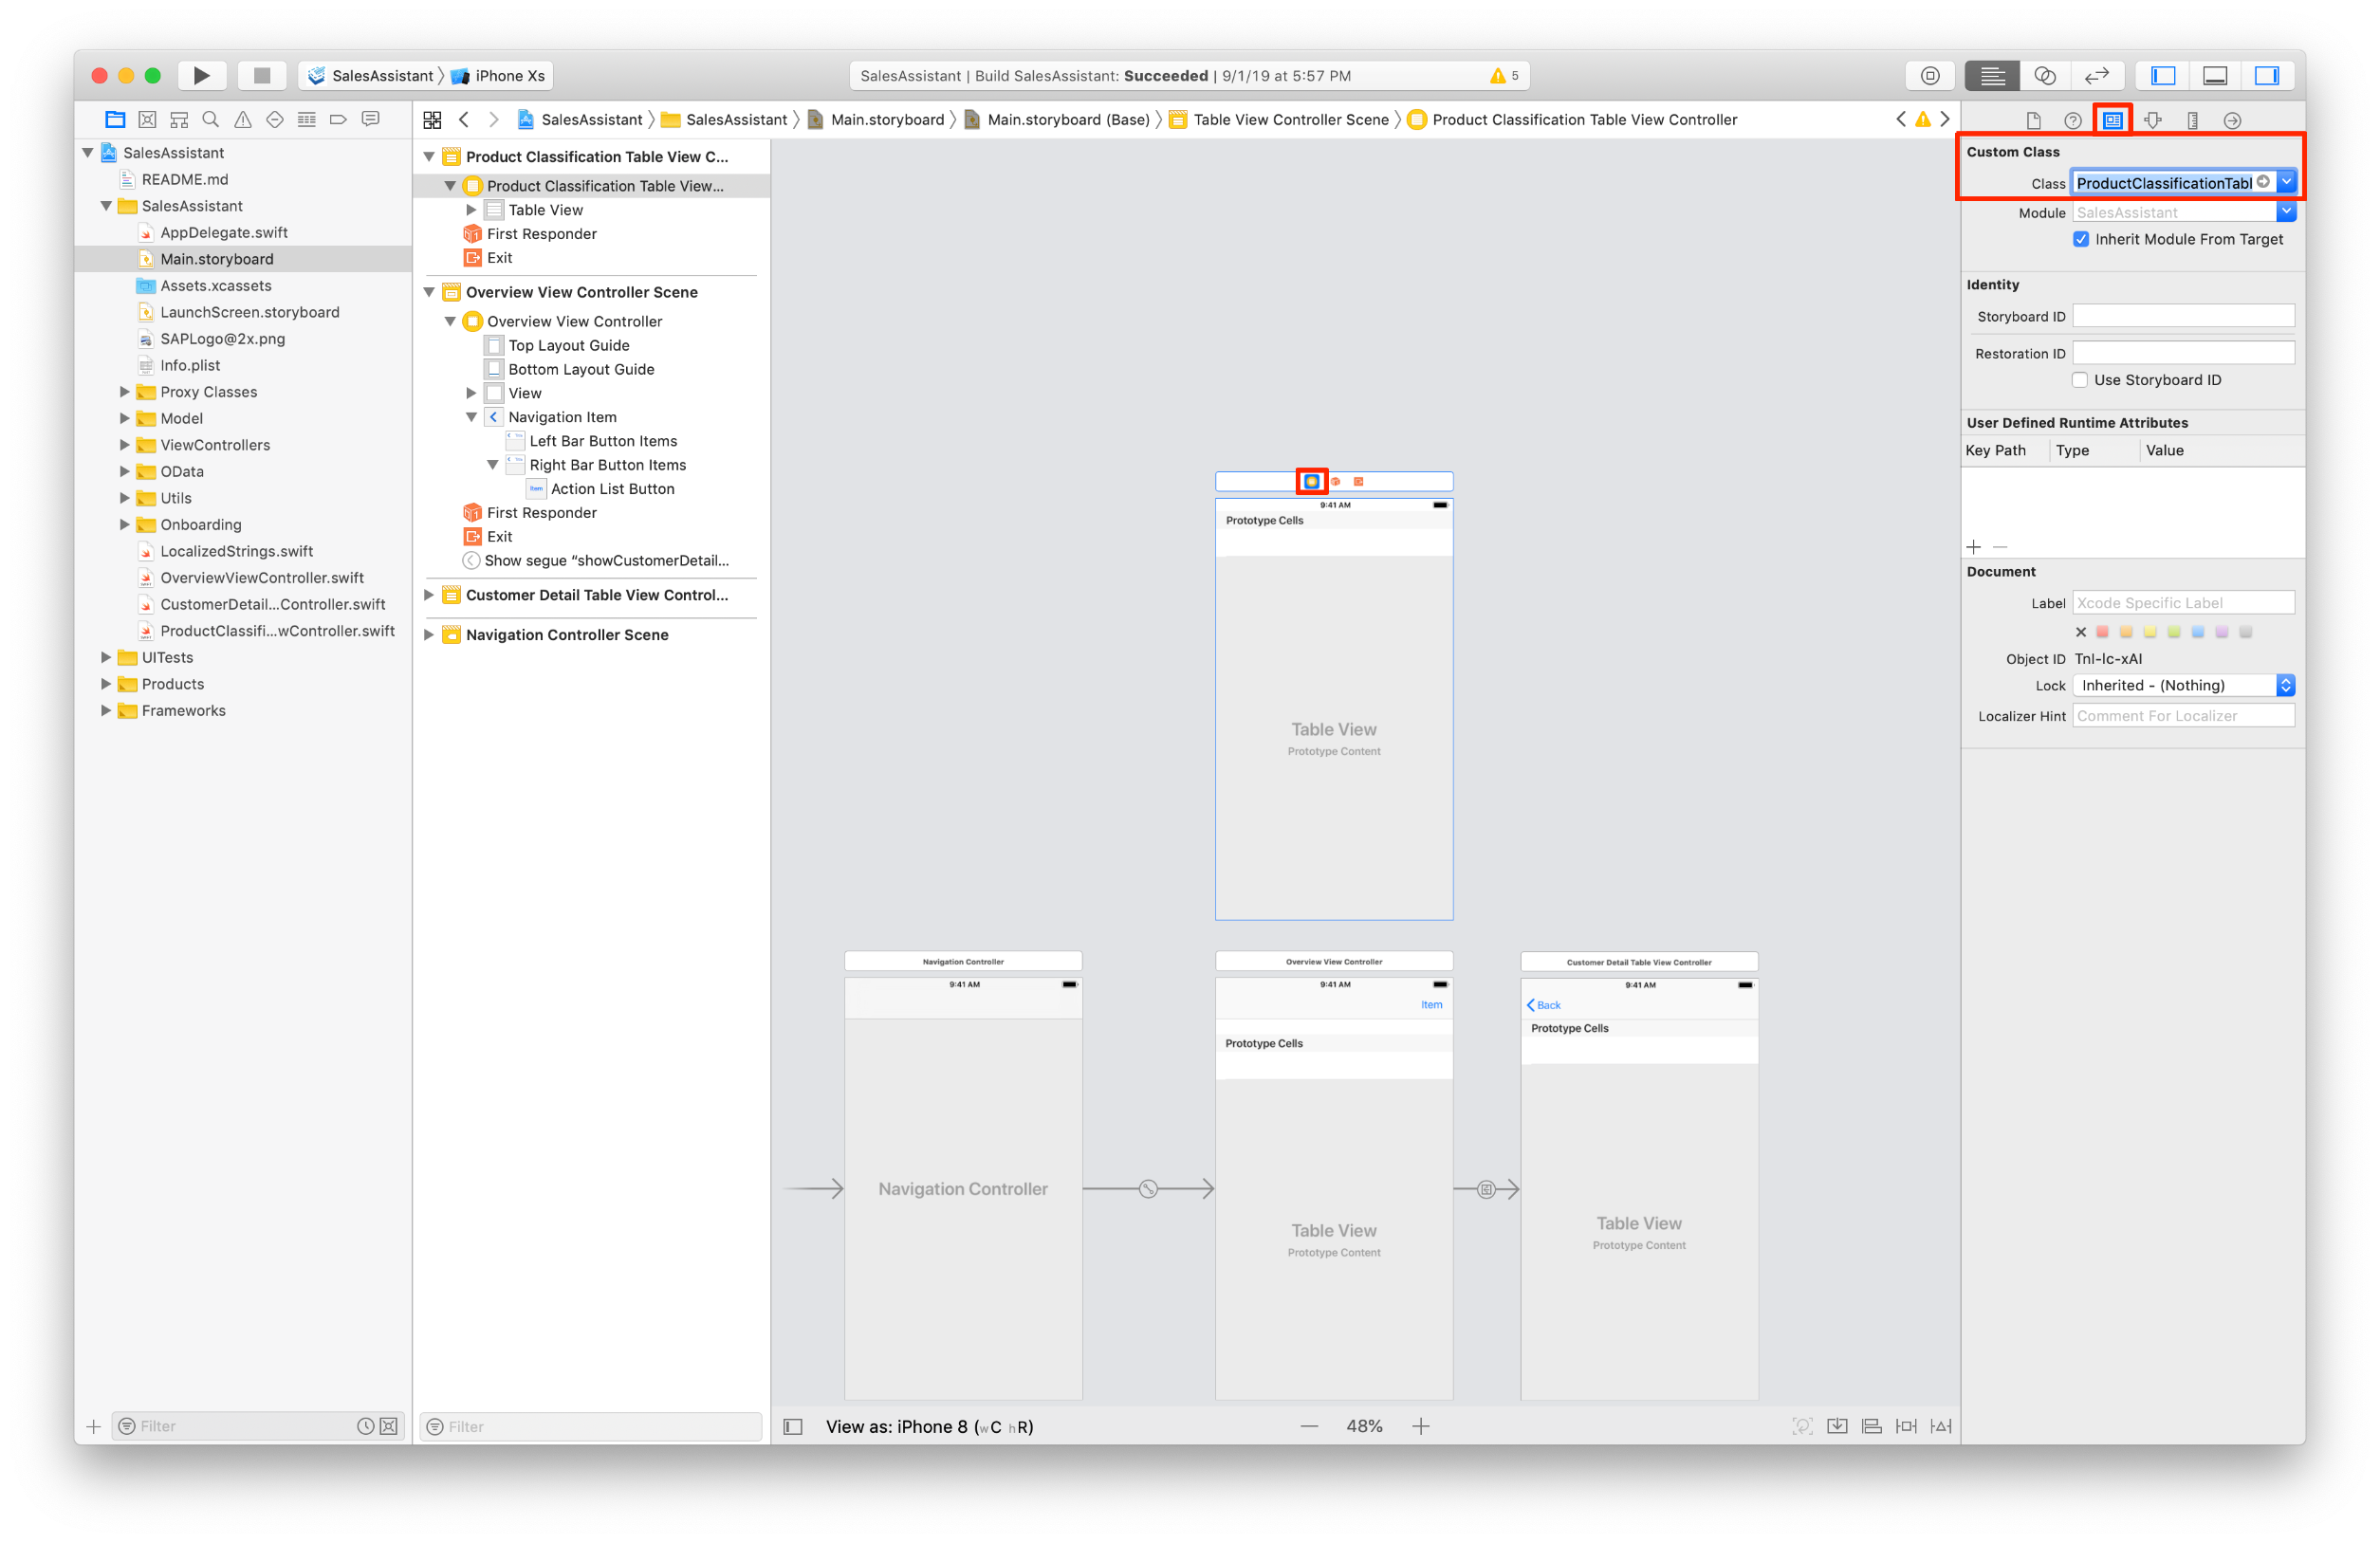 SalesAssistant
iPhone Xs
SalesAssistant | Build SalesAssistant: Succeeded | 9/1/19 at 5:57 PM
5
SalesAssistant
README.md
SalesAssistant
AppDelegate.swift
Main.storyboard
Assets.xcassets
LaunchScreen.storyboard
SAPLogo@2x.png
Info.plist
Proxy Classes
Model
ViewControllers
OData
Utils
Onboarding
LocalizedStrings.swift
OverviewViewController.swift
CustomerDetail...Controller.swift
ProductClassifi...wController.swift
UITests
Products
Frameworks
Filter
SalesAssistant
SalesAssistant
Main.storyboard
Main.storyboard (Base)
Table View Controller Scene
Product Classification Table View Controller
Product Classification Table View C...
Product Classification Table View...
Table View
First Responder
Exit
Overview View Controller Scene
Overview View Controller
Top Layout Guide
Bottom Layout Guide
View
Navigation Item
Left Bar Button Items
Right Bar Button Items
Item
Action List Button
First Responder
Exit
Show segue “showCustomerDetail...
Customer Detail Table View Control...
Navigation Controller Scene
Filter
9:41 AM
Prototype Cells
Table View
Prototype Content
Navigation Controller
9:41 AM
Navigation Controller
Overview View Controller
9:41 AM
Item
Prototype Cells
Table View
Prototype Content
Customer Detail Table View Controller
9:41 AM
Back
Prototype Cells
Table View
Prototype Content
View as: iPhone 8 (wC hR)
48%
Custom Class
Class ProductClassificationTabl
Module SalesAssistant
Inherit Module From Target
Identity
Storyboard ID
Restoration ID
Use Storyboard ID
User Defined Runtime Attributes
Key Path Type Value
Document
Label Xcode Specific Label
Object ID TnI-lc-xAI
Lock Inherited - (Nothing)
Localizer Hint Comment For Localizer